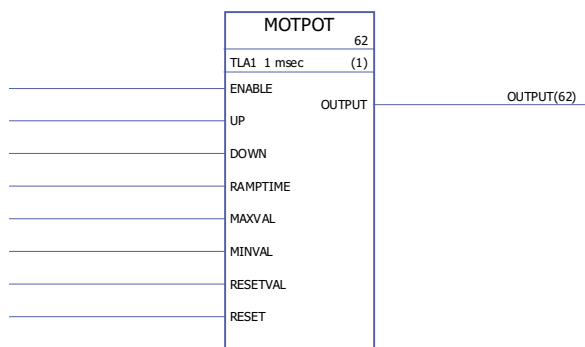 MOTPOT
62
TLA1 1 msec (1)
ENABLE
OUTPUT OUTPUT(62)
UP
DOWN
RAMPTIME
MAXVAL
MINVAL
RESETVAL
RESET